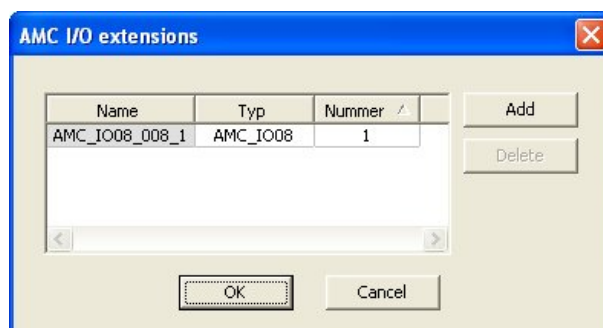 AMC I/O extensions
Name Typ Nummer Add
AMC_IO08_008_1 AMC_IO08 1
Delete
OK Cancel